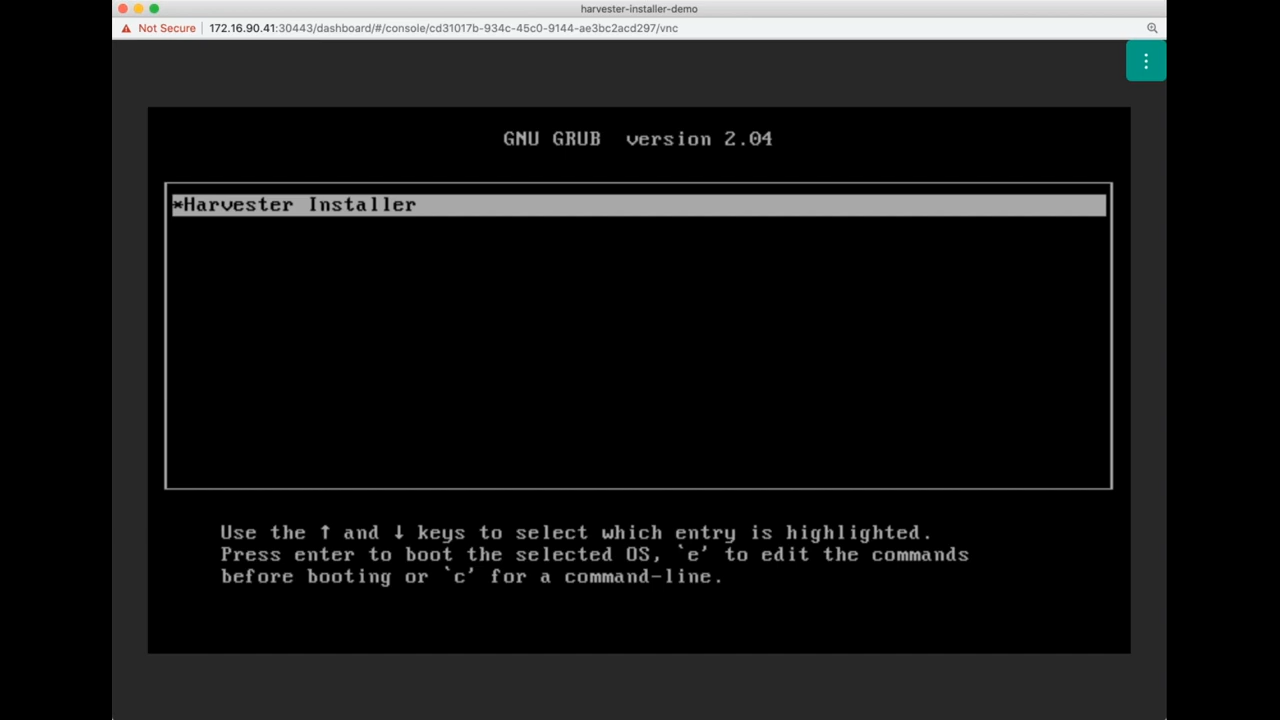 harvester-installer-demo
Not Secure 172.16.90.41:30443/dashboard/#/console/cd31017b-934c-45c0-9144-ae3bc2acd297/vnc
GNU GRUB version 2.04
*Harvester Installer
Use the ↑ and ↓ keys to select which entry is highlighted.
Press enter to boot the selected OS, `e' to edit the commands
before booting or `c' for a command-line.